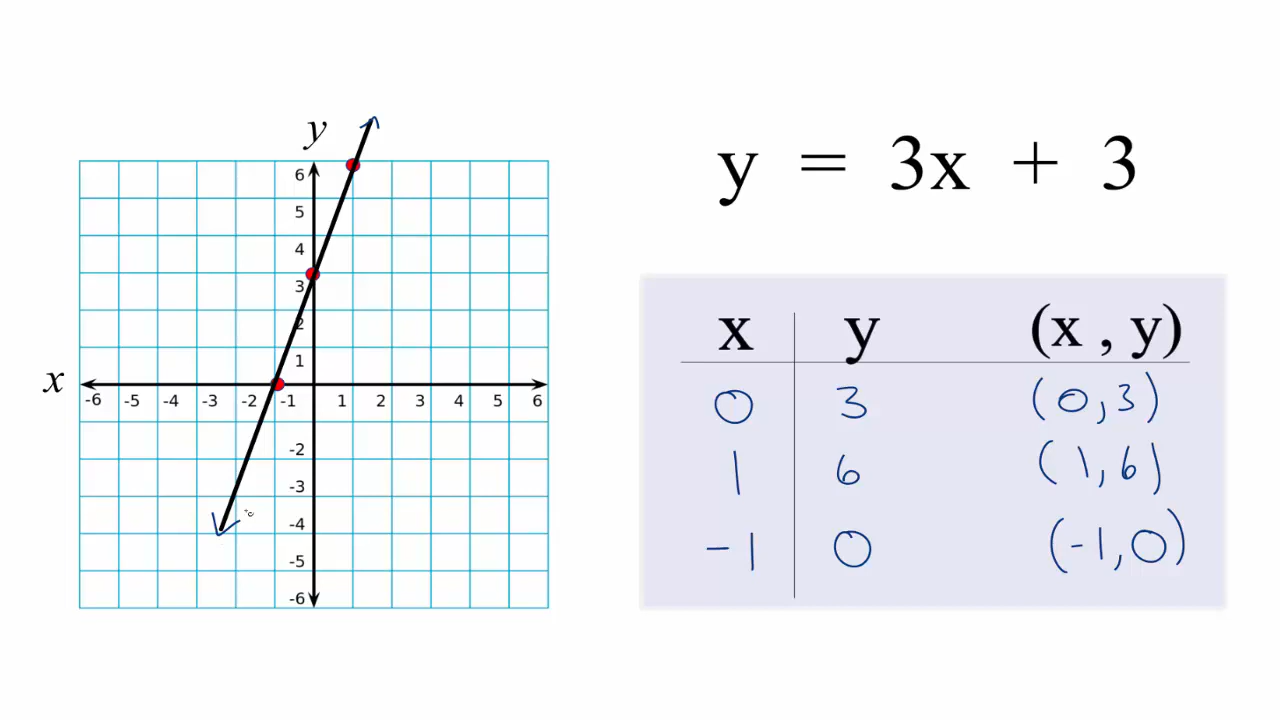 y
6
5
4
3
2
1
x
-6 -5 -4 -3 -2 -1 1 2 3 4 5 6
-2
-3
-4
-5
-6
y = 3x + 3
x y (x , y)
0 3 (0,3)
1 6 (1,6)
-1 0 (-1,0)